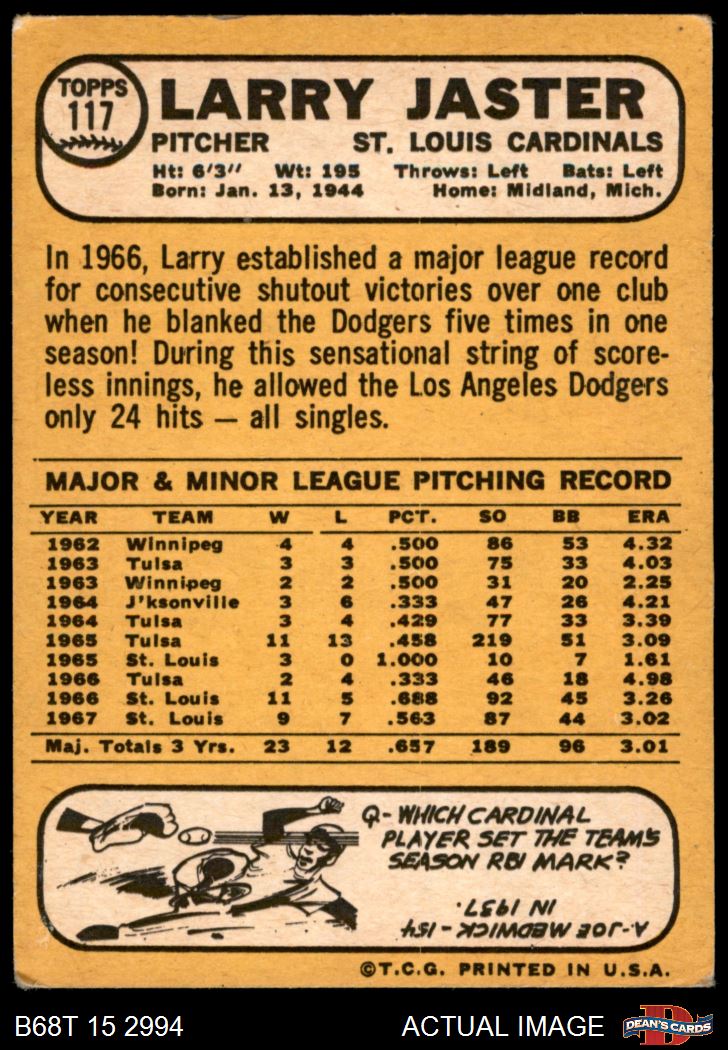 TOPPS
117
LARRY JASTER
PITCHER ST. LOUIS CARDINALS
Ht: 6'3" Wt: 195 Throws: Left Bats: Left
Born: Jan. 13, 1944 Home: Midland, Mich.
In 1966, Larry established a major league record
for consecutive shutout victories over one club
when he blanked the Dodgers five times in one
season! During this sensational string of score-
less innings, he allowed the Los Angeles Dodgers
only 24 hits — all singles.
MAJOR & MINOR LEAGUE PITCHING RECORD
YEAR TEAM W L PCT. SO BB ERA
1962 Winnipeg 4 4 .500 86 53 4.32
1963 Tulsa 3 3 .500 75 33 4.03
1963 Winnipeg 2 2 .500 31 20 2.25
1964 J'ksonville 3 6 .333 47 26 4.21
1964 Tulsa 3 4 .429 77 33 3.39
1965 Tulsa 11 13 .458 219 51 3.09
1965 St. Louis 3 0 1.000 10 7 1.61
1966 Tulsa 2 4 .333 46 18 4.98
1966 St. Louis 11 5 .688 92 45 3.26
1967 St. Louis 9 7 .563 87 44 3.02
Maj. Totals 3 Yrs. 23 12 .657 189 96 3.01
Q-WHICH CARDINAL
PLAYER SET THE TEAM'S
SEASON RBI MARK?
A-JOE MEDWICK-154
IN 1937.
©T.C.G. PRINTED IN U.S.A.
B68T 15 2994 ACTUAL IMAGE
D
DEAN'S CARDS